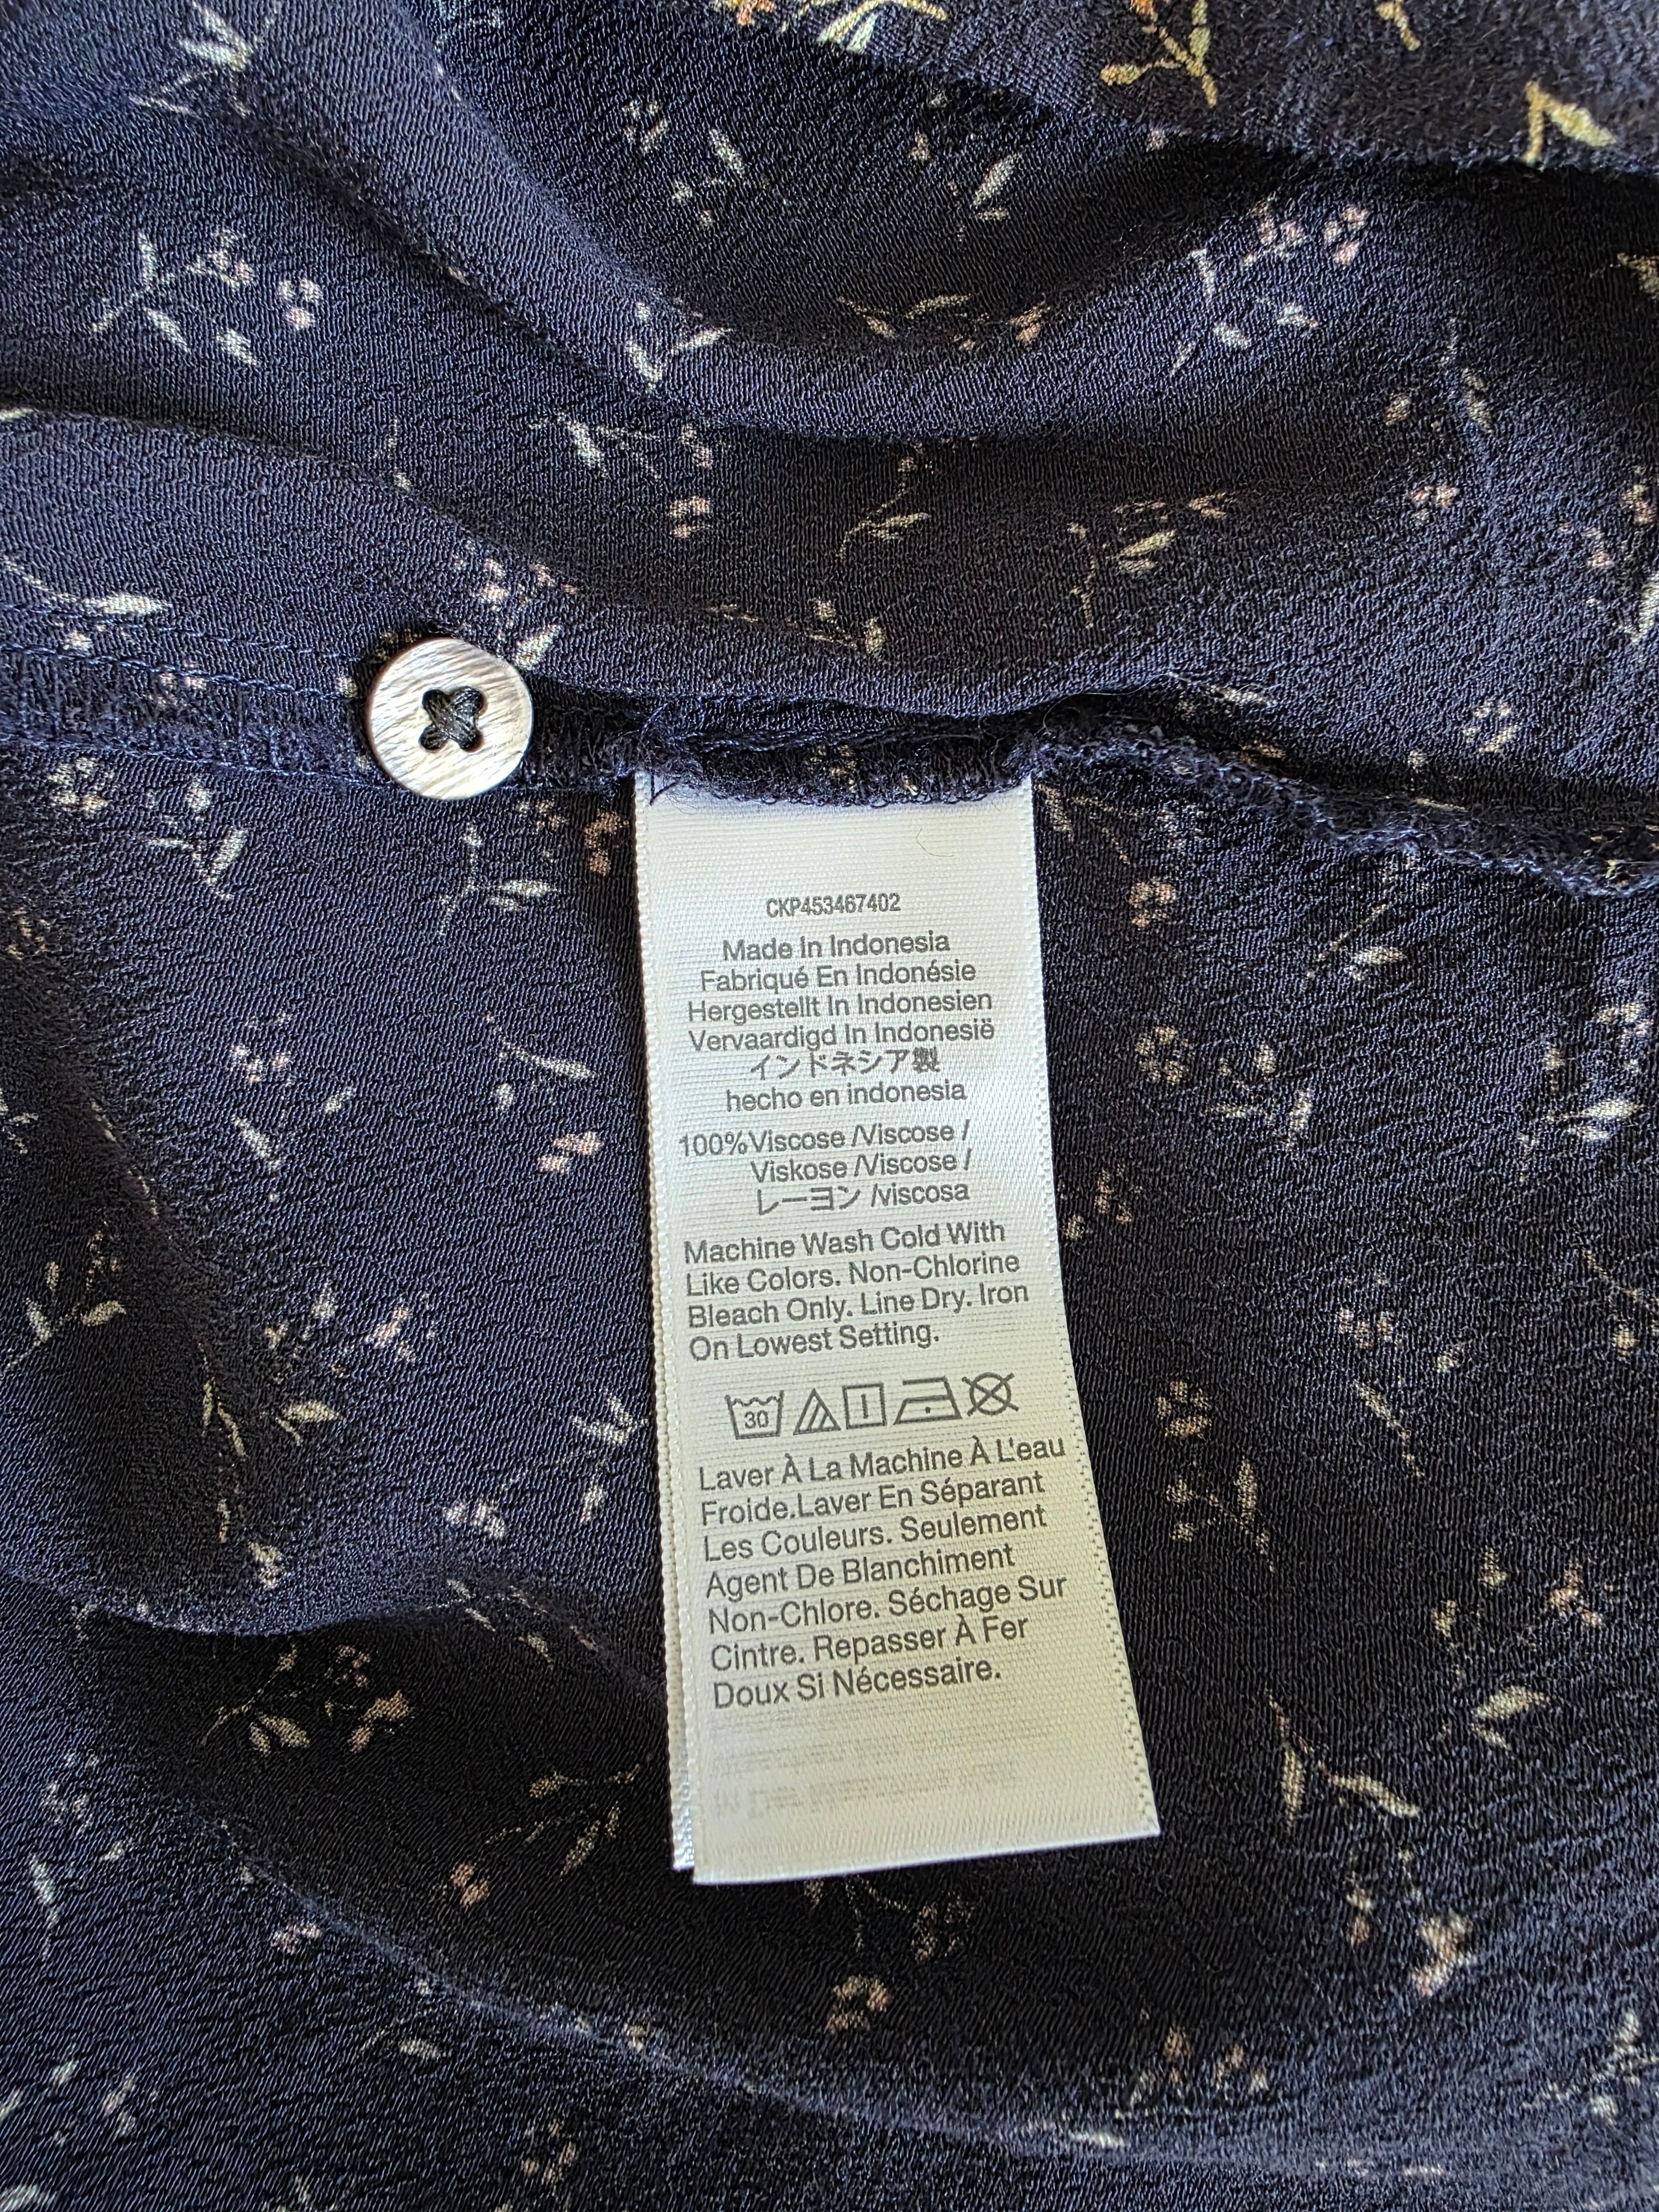 CKP453467402
Made In Indonesia
Fabriqué En Indonésie
Hergestellt In Indonesien
Vervaardigd In Indonesië
インドネシア製
hecho en indonesia
100%Viscose /Viscose /
Viskose /Viscose /
レーヨン /viscosa
Machine Wash Cold With
Like Colors. Non-Chlorine
Bleach Only. Line Dry. Iron
On Lowest Setting.
30
Laver À La Machine À L'eau
Froide.Laver En Séparant
Les Couleurs. Seulement
Agent De Blanchiment
Non-Chlore. Séchage Sur
Cintre. Repasser À Fer
Doux Si Nécessaire.